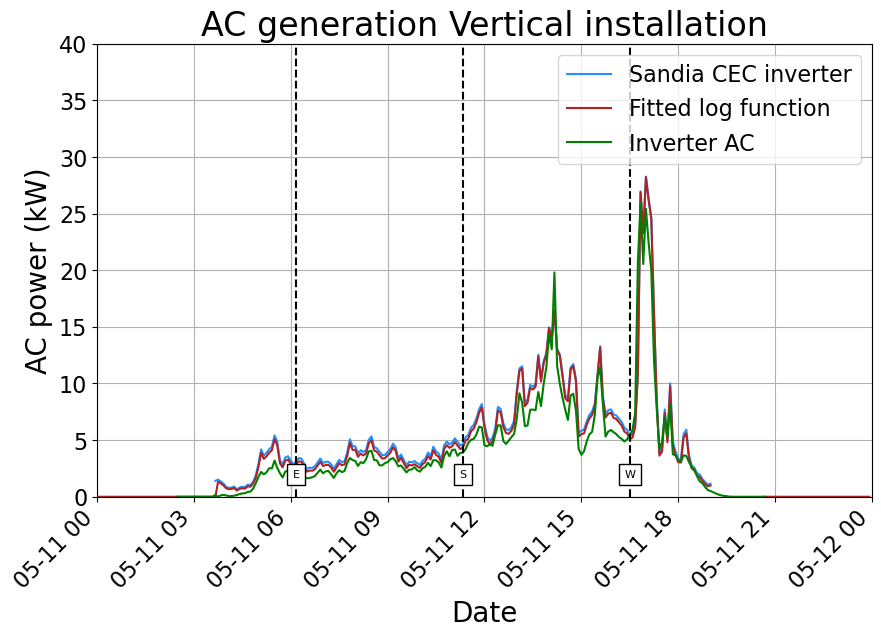 AC generation Vertical installation
AC power (kW)
40
35
30
25
20
15
10
5
0
Sandia CEC inverter
Fitted log function
Inverter AC
E
S
W
05-11 00
05-11 03
05-11 06
05-11 09
05-11 12
05-11 15
05-11 18
05-11 21
05-12 00
Date